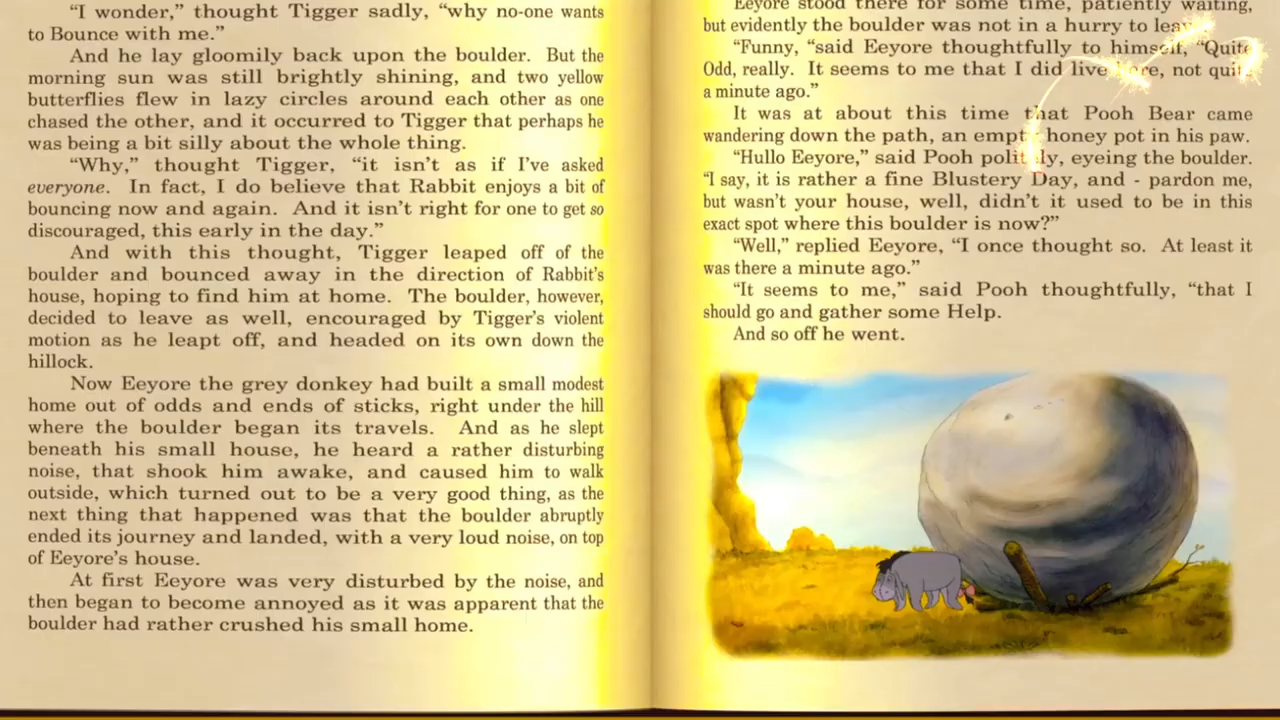 “I wonder,” thought Tigger sadly, “why no-one wants
to Bounce with me.”
And he lay gloomily back upon the boulder. But the
morning sun was still brightly shining, and two yellow
butterflies flew in lazy circles around each other as one
chased the other, and it occurred to Tigger that perhaps he
was being a bit silly about the whole thing.
“Why,” thought Tigger, “it isn’t as if I’ve asked
everyone. In fact, I do believe that Rabbit enjoys a bit of
bouncing now and again. And it isn’t right for one to get so
discouraged, this early in the day.”
And with this thought, Tigger leaped off of the
boulder and bounced away in the direction of Rabbit’s
house, hoping to find him at home. The boulder, however,
decided to leave as well, encouraged by Tigger’s violent
motion as he leapt off, and headed on its own down the
hillock.
Now Eeyore the grey donkey had built a small modest
home out of odds and ends of sticks, right under the hill
where the boulder began its travels. And as he slept
beneath his small house, he heard a rather disturbing
noise, that shook him awake, and caused him to walk
outside, which turned out to be a very good thing, as the
next thing that happened was that the boulder abruptly
ended its journey and landed, with a very loud noise, on top
of Eeyore’s house.
At first Eeyore was very disturbed by the noise, and
then began to become annoyed as it was apparent that the
boulder had rather crushed his small home.
Eeyore stood there for some time, patiently waiting,
but evidently the boulder was not in a hurry to leave.
“Funny, “said Eeyore thoughtfully to himself, “Quite
Odd, really. It seems to me that I did live here, not quite
a minute ago.”
It was at about this time that Pooh Bear came
wandering down the path, an empty honey pot in his paw.
“Hullo Eeyore,” said Pooh politely, eyeing the boulder.
“I say, it is rather a fine Blustery Day, and - pardon me,
but wasn’t your house, well, didn’t it used to be in this
exact spot where this boulder is now?”
“Well,” replied Eeyore, “I once thought so. At least it
was there a minute ago.”
“It seems to me,” said Pooh thoughtfully, “that I
should go and gather some Help.
And so off he went.